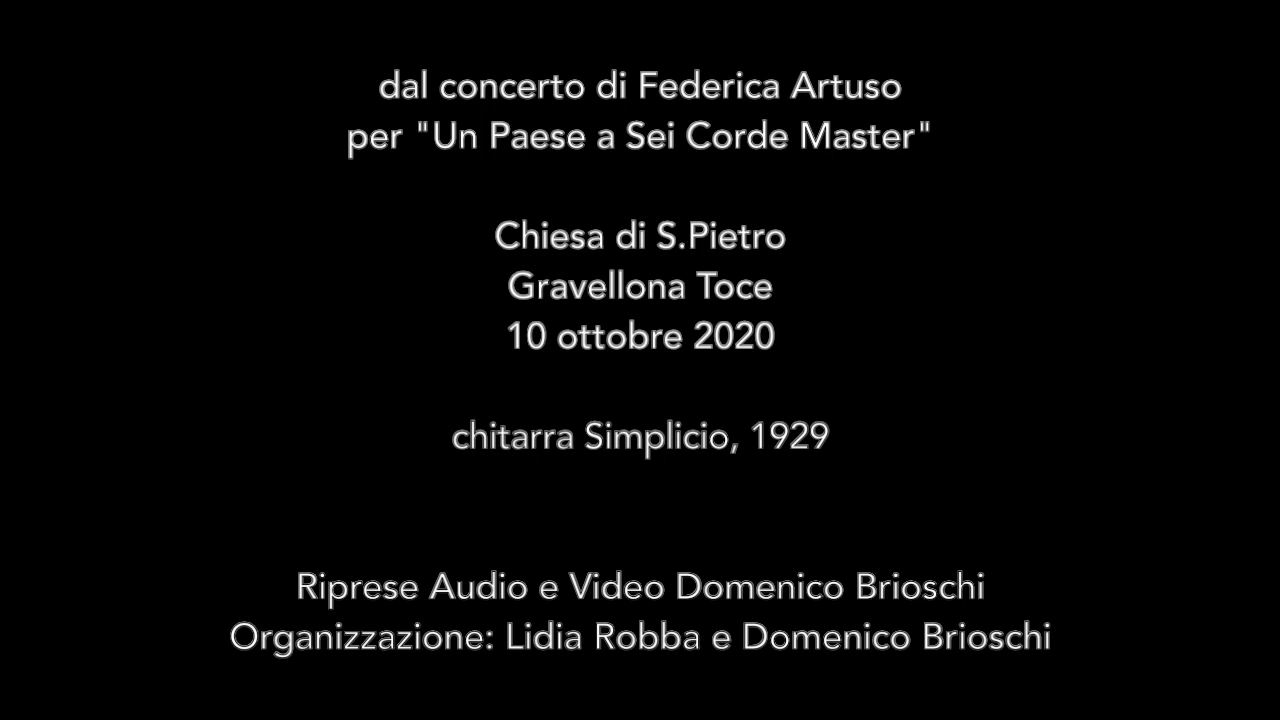 dal concerto di Federica Artuso
per "Un Paese a Sei Corde Master"
Chiesa di S.Pietro
Gravellona Toce
10 ottobre 2020
chitarra Simplicio, 1929
Riprese Audio e Video Domenico Brioschi
Organizzazione: Lidia Robba e Domenico Brioschi